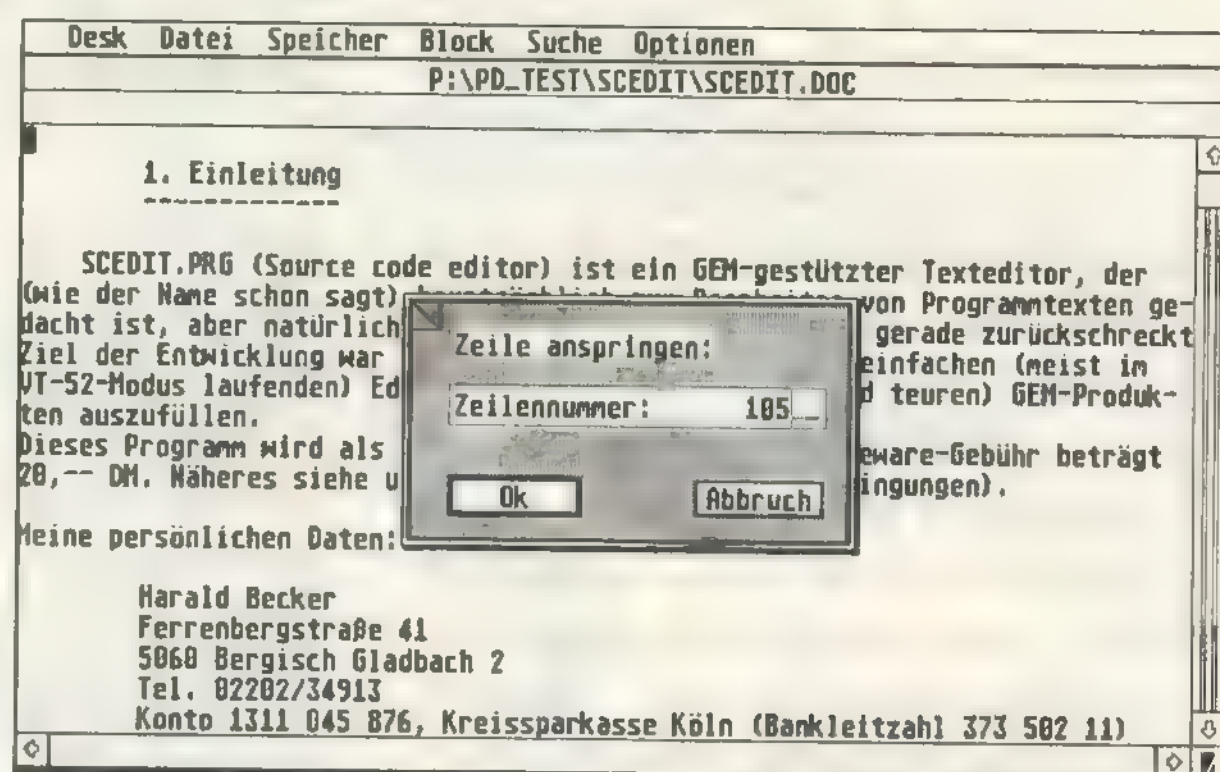 Desk Datei Speicher Block Suche Optionen
P:\PD_TEST\SCEDIT\SCEDIT.DOC
1. Einleitung
--------------
SCEDIT.PRG (Source code editor) ist ein GEM-gestützter Texteditor, der
(wie der Name schon sagt) von Programmtexten ge-
dacht ist, aber natürlich gerade zurückschreckt
Ziel der Entwicklung war einfachen (meist im
VT-52-Modus laufenden) Ed d teuren) GEM-Produk-
ten auszufüllen.
Dieses Programm wird als eware-Gebühr beträgt
20,-- DM. Näheres siehe u ingungen).
Zeile anspringen:
Zeilennummer: 105_
Ok Abbruch
Meine persönlichen Daten:
Harald Becker
Ferrenbergstraße 41
5060 Bergisch Gladbach 2
Tel. 02202/34913
Konto 1311 045 876, Kreissparkasse Köln (Bankleitzahl 373 502 11)